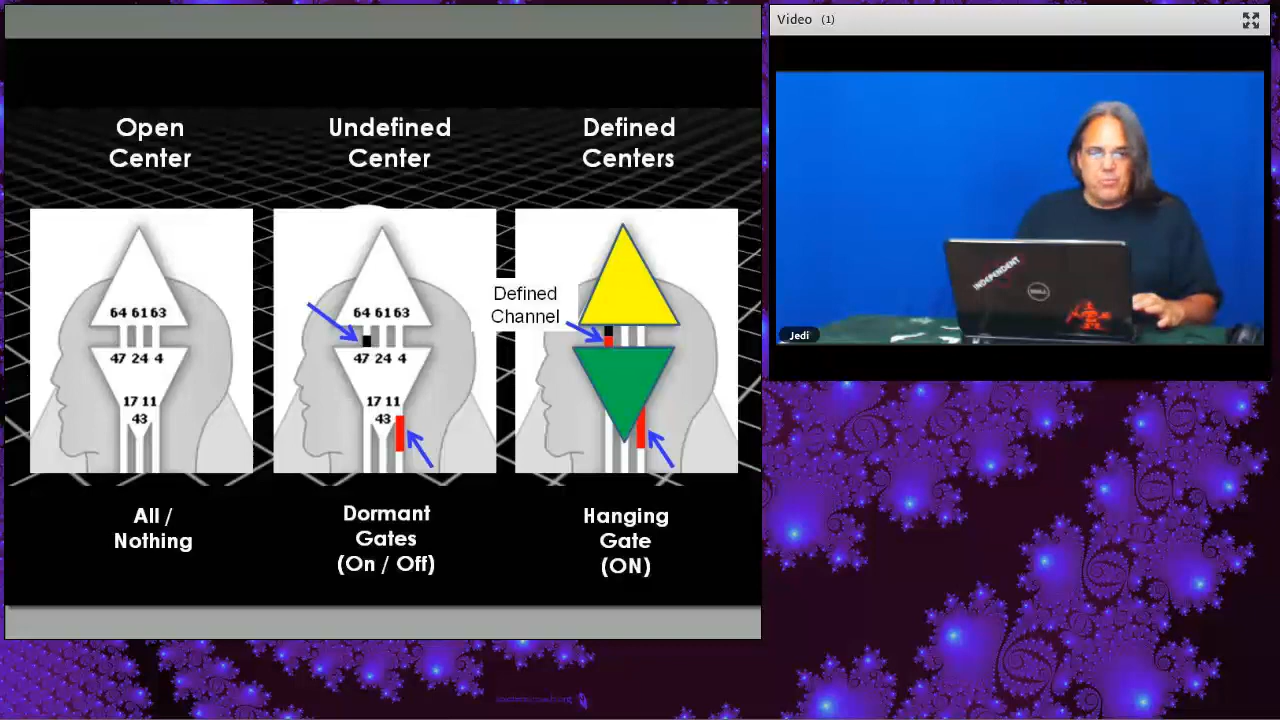 Open
Center
Undefined
Center
Defined
Centers
64 61 63
47 24 4
17 11
43
64 61 63
47 24 4
17 11
43
Defined
Channel
All /
Nothing
Dormant
Gates
(On / Off)
Hanging
Gate
(ON)
Video (1)
INDEPENDENT
DELL
Jedi